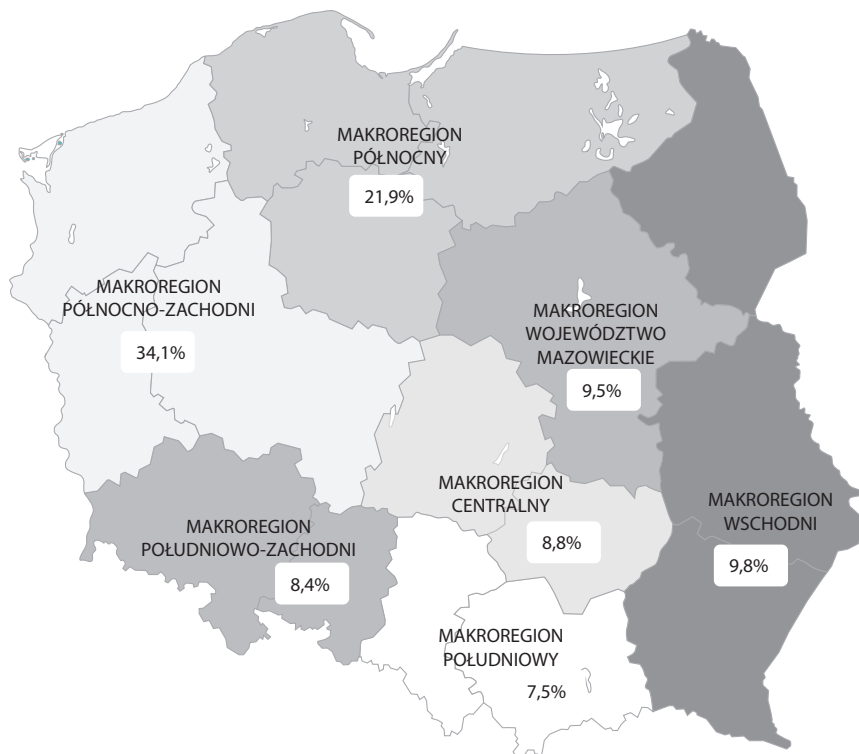 MAKROREGION
PÓŁNOCNY
21,9%
MAKROREGION
PÓŁNOCNO-ZACHODNI
34,1%
MAKROREGION
WOJEWÓDZTWO
MAZOWIECKIE
9,5%
MAKROREGION
CENTRALNY
8,8%
MAKROREGION
WSCHODNI
9,8%
MAKROREGION
POŁUDNIOWO-ZACHODNI
8,4%
MAKROREGION
POŁUDNIOWY
7,5%